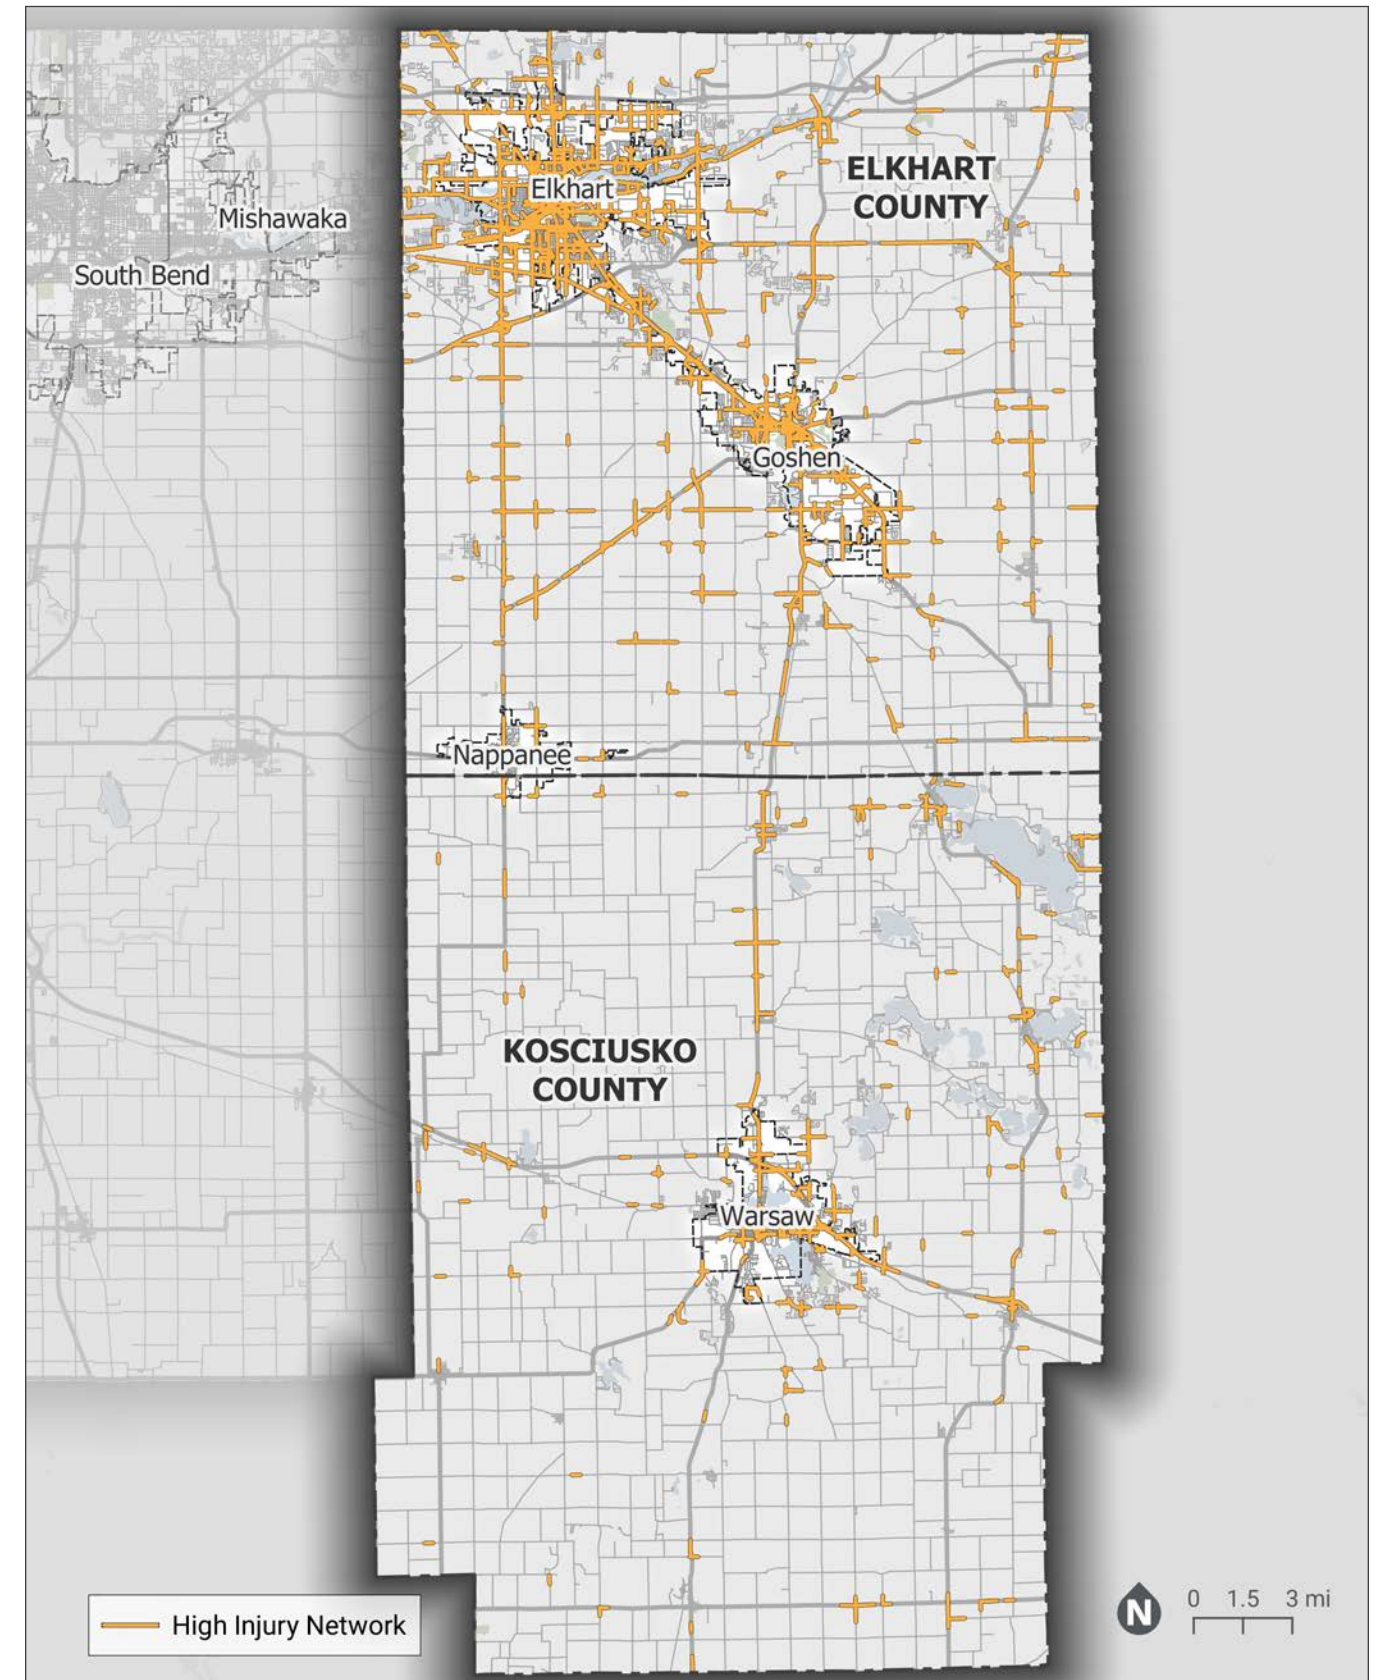 ELKHART
COUNTY
Elkhart
Mishawaka
South Bend
Goshen
Nappanee
KOSCIUSKO
COUNTY
Warsaw
High Injury Network
N
0 1.5 3 mi